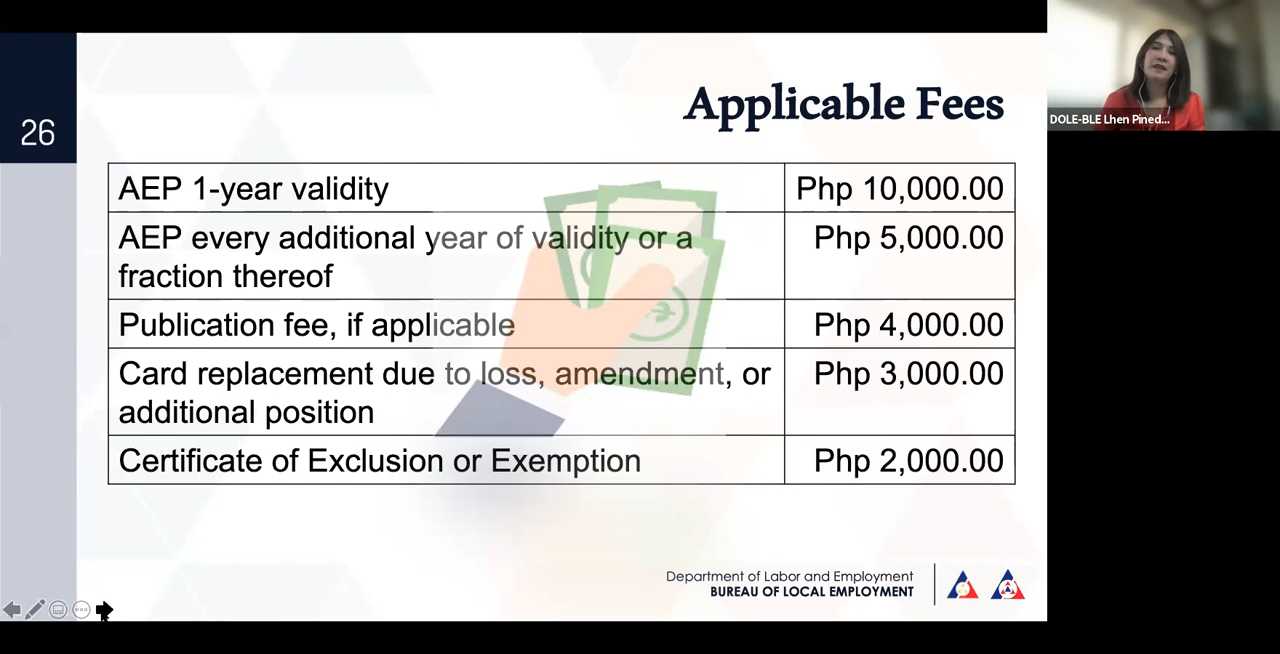 26
Applicable Fees
AEP 1-year validity Php 10,000.00
AEP every additional year of validity or a Php 5,000.00
fraction thereof
Publication fee, if applicable Php 4,000.00
Card replacement due to loss, amendment, or Php 3,000.00
additional position
Certificate of Exclusion or Exemption Php 2,000.00
Department of Labor and Employment
BUREAU OF LOCAL EMPLOYMENT
DOLE-BLE Lhen Pined...